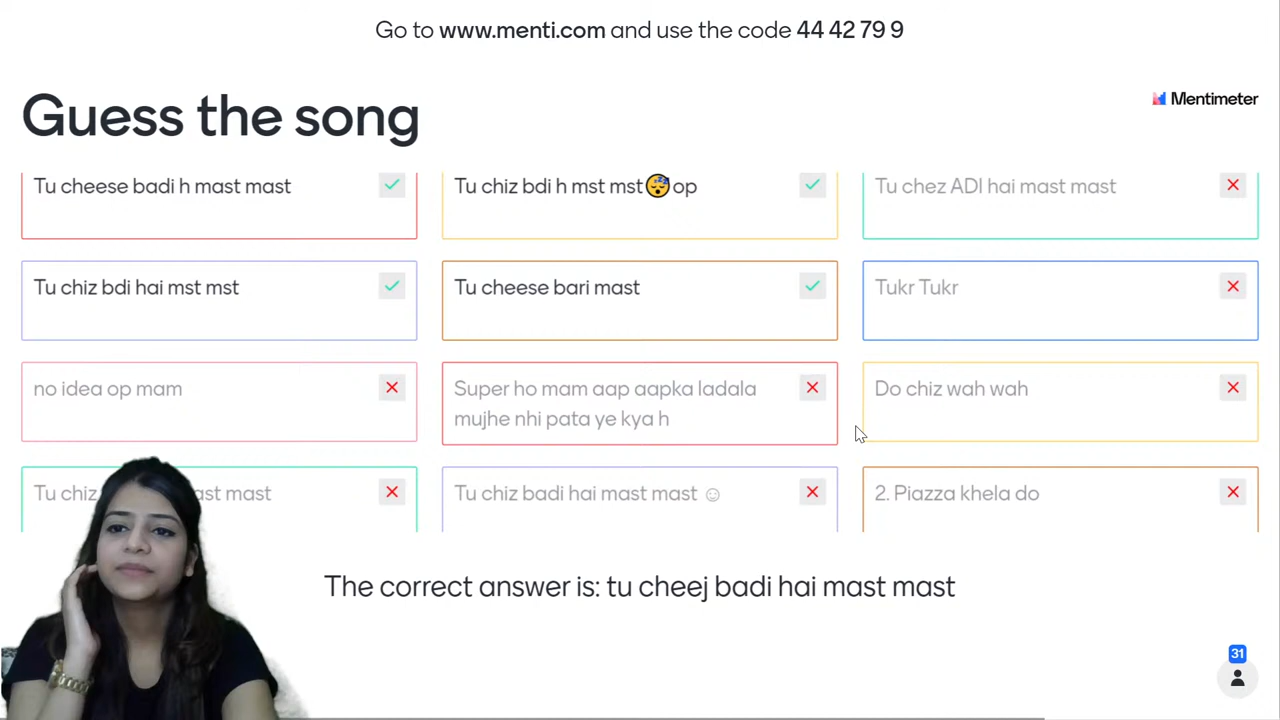 Go to www.menti.com and use the code 44 42 79 9
Guess the song
Mentimeter
Tu cheese badi h mast mast
Tu chiz bdi h mst mst😴op
Tu chez ADI hai mast mast
Tu chiz bdi hai mst mst
Tu cheese bari mast
Tukr Tukr
no idea op mam
Super ho mam aap aapka ladala
mujhe nhi pata ye kya h
Do chiz wah wah
Tu chiz ast mast
Tu chiz badi hai mast mast ☺
2. Piazza khela do
The correct answer is: tu cheej badi hai mast mast
31